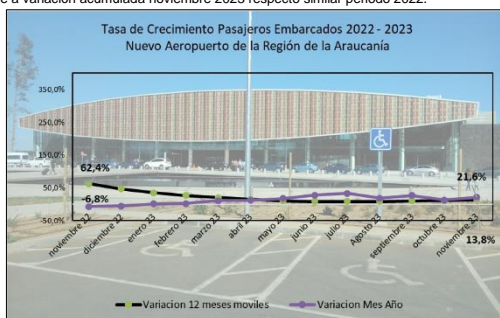 e a variación acumulada noviembre 2023 respecto similar periodo 2022.
Tasa de Crecimiento Pasajeros Embarcados 2022 - 2023
Nuevo Aeropuerto de la Región de la Araucanía
350,0%
250,0%
150,0%
50,0%
-50,0%
62,4%
-6,8%
21,6%
13,8%
noviembre 22
diciembre 22
enero 23
febrero 23
marzo 23
abril 23
mayo 23
junio 23
julio 23
Agosto 23
septiembre 23
octubre 23
noviembre 23
Variacion 12 meses moviles
Variacion Mes Año